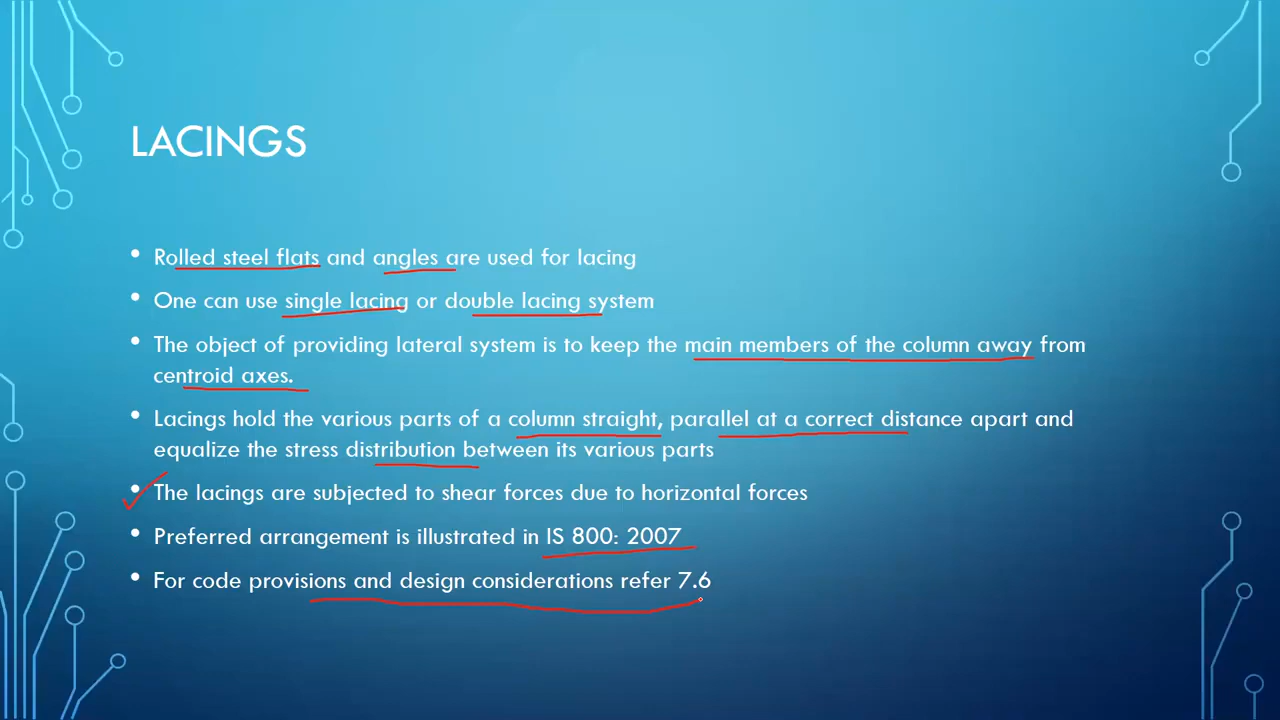 LACINGS
• Rolled steel flats and angles are used for lacing
• One can use single lacing or double lacing system
• The object of providing lateral system is to keep the main members of the column away from
centroid axes.
• Lacings hold the various parts of a column straight, parallel at a correct distance apart and
equalize the stress distribution between its various parts
• The lacings are subjected to shear forces due to horizontal forces
• Preferred arrangement is illustrated in IS 800: 2007
• For code provisions and design considerations refer 7.6